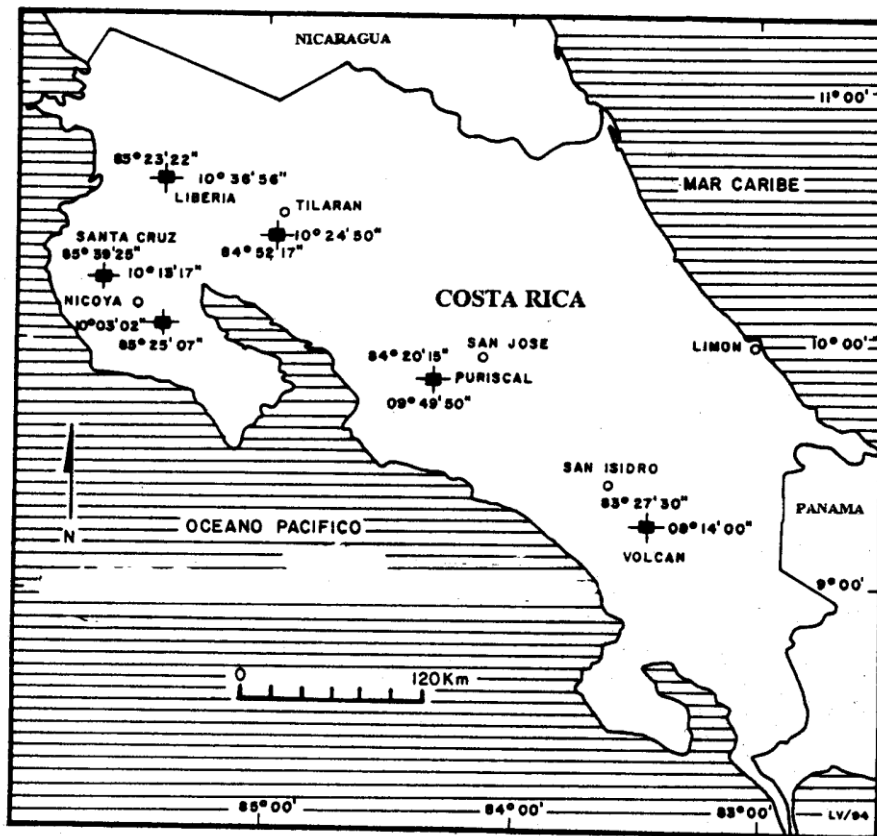 NICARAGUA
11°00'
85°23'22"
10°36'56"
LIBERIA
MAR CARIBE
TILARAN
SANTA CRUZ
10°24'50"
85°39'25"
84°52'17"
10°13'17"
NICOYA
COSTA RICA
10°03'02"
85°25'07"
SAN JOSE
LIMON
10°00'
84°20'15"
PURISCAL
09°49'50"
SAN ISIDRO
83°27'30"
PANAMA
N
OCEANO PACIFICO
09°14'00"
VOLCAN
9°00'
0
120Km
85°00'
84°00'
83°00'
LV/94